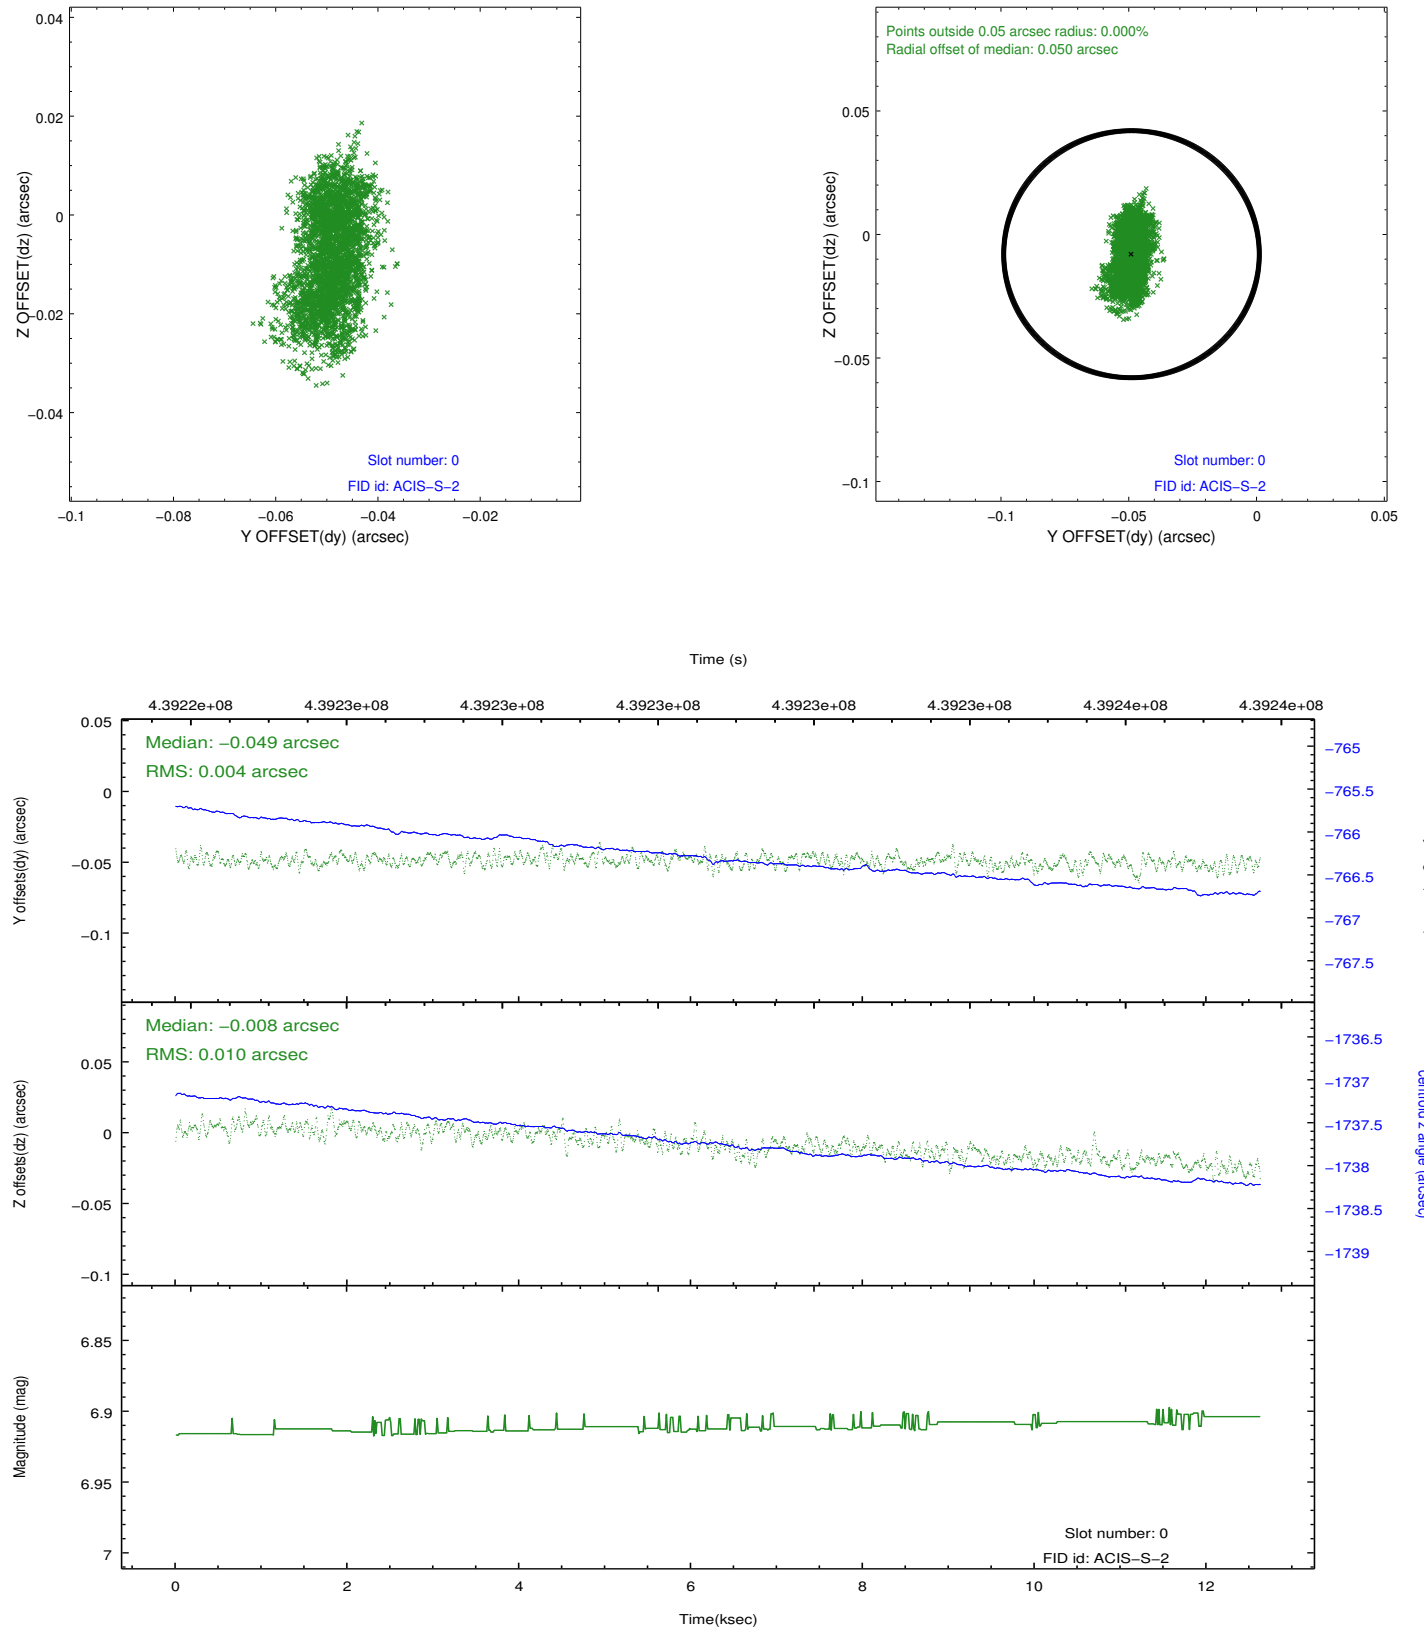 0.04
0.02
0
−0.02
−0.04
Z OFFSET(dz) (arcsec)
Slot number: 0
FID id: ACIS−S−2
−0.1
−0.08
−0.06
−0.04
−0.02
Y OFFSET(dy) (arcsec)
Points outside 0.05 arcsec radius: 0.000%
Radial offset of median: 0.050 arcsec
0.05
0
−0.05
−0.1
Z OFFSET(dz) (arcsec)
Slot number: 0
FID id: ACIS−S−2
−0.1
−0.05
0
0.05
Y OFFSET(dy) (arcsec)
Time (s)
4.3922e+08
4.3923e+08
4.3923e+08
4.3923e+08
4.3923e+08
4.3923e+08
4.3924e+08
4.3924e+08
Median: −0.049 arcsec
RMS: 0.004 arcsec
0.05
0
−0.05
−0.1
Y offsets(dy) (arcsec)
−765
−765.5
−766
−766.5
−767
−767.5
Median: −0.008 arcsec
RMS: 0.010 arcsec
0.05
0
−0.05
−0.1
Z offsets(dz) (arcsec)
−1736.5
−1737
−1737.5
−1738
−1738.5
−1739
centroid z angle (arcsec)
6.85
6.9
6.95
7
Magnitude (mag)
Slot number: 0
FID id: ACIS−S−2
0
2
4
6
8
10
12
Time(ksec)